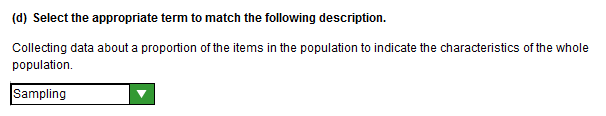 (d) Select the appropriate term to match the following description.
Collecting data about a proportion of the items in the population to indicate the characteristics of the whole
population.
Sampling